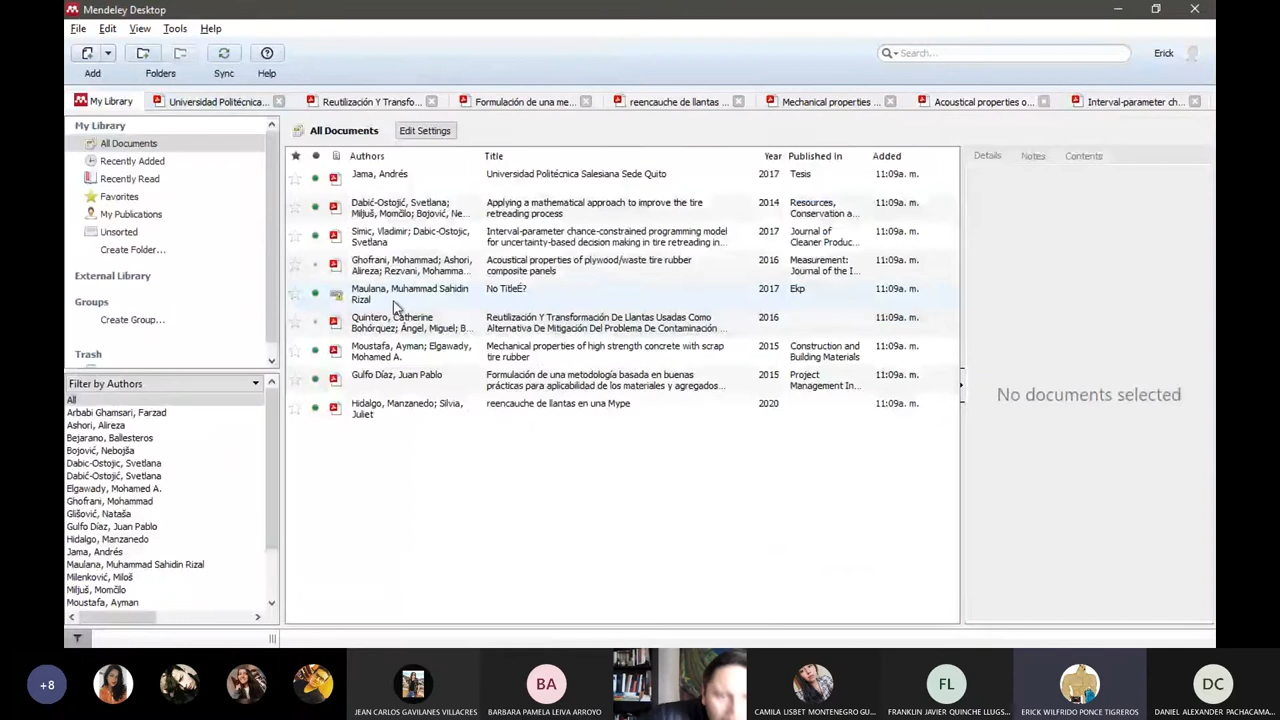 Mendeley Desktop
File Edit View Tools Help
Search...
Erick
Add Folders Sync Help
My Library Universidad Politécnica... Reutilización Y Transfo... Formulación de una me... reencauche de llantas ... Mechanical properties ... Acoustical properties o... Interval-parameter ch...
My Library
All Documents
Recently Added
Recently Read
Favorites
My Publications
Unsorted
Create Folder...
External Library
Groups
Create Group...
Trash
Filter by Authors
All
Arbabi Ghamsari, Farzad
Ashori, Alireza
Bejarano, Ballesteros
Bojović, Nebojša
Dabic-Ostojic, Svetlana
Dabić-Ostojić, Svetlana
Elgawady, Mohamed A.
Ghofrani, Mohammad
Glišović, Nataša
Gulfo Díaz, Juan Pablo
Hidalgo, Manzanedo
Jama, Andrés
Maulana, Muhammad Sahidin Rizal
Milenković, Miloš
Miljuš, Momčilo
Moustafa, Ayman
All Documents Edit Settings
Authors Title Year Published In Added
Jama, Andrés Universidad Politécnica Salesiana Sede Quito 2017 Tesis 11:09a. m.
Dabić-Ostojić, Svetlana; Applying a mathematical approach to improve the tire 2014 Resources, 11:09a. m.
Miljuš, Momčilo; Bojović, Ne... retreading process Conservation a...
Simic, Vladimir; Dabic-Ostojic, Interval-parameter chance-constrained programming model 2017 Journal of 11:09a. m.
Svetlana for uncertainty-based decision making in tire retreading in... Cleaner Produc...
Ghofrani, Mohammad; Ashori, Acoustical properties of plywood/waste tire rubber 2016 Measurement: 11:09a. m.
Alireza; Rezvani, Mohamma... composite panels Journal of the I...
Maulana, Muhammad Sahidin No TitleÉ? 2017 Ekp 11:09a. m.
Rizal
Quintero, Catherine Reutilización Y Transformación De Llantas Usadas Como 2016 11:09a. m.
Bohórquez; Ángel, Miguel; B... Alternativa De Mitigación Del Problema De Contaminación ...
Moustafa, Ayman; Elgawady, Mechanical properties of high strength concrete with scrap 2015 Construction and 11:09a. m.
Mohamed A. tire rubber Building Materials
Gulfo Díaz, Juan Pablo Formulación de una metodología basada en buenas 2015 Project 11:09a. m.
prácticas para aplicabilidad de los materiales y agregados... Management In...
Hidalgo, Manzanedo; Silvia, reencauche de llantas en una Mype 2020 11:09a. m.
Juliet
Details Notes Contents
No documents selected
+8
BA
FL
DC
JEAN CARLOS GAVILANES VILLACRES
BARBARA PAMELA LEIVA ARROYO
CAMILA LISBET MONTENEGRO GU...
FRANKLIN JAVIER QUINCHE LLUGS...
ERICK WILFRIDO PONCE TIGREROS
DANIEL ALEXANDER PACHACAMA...